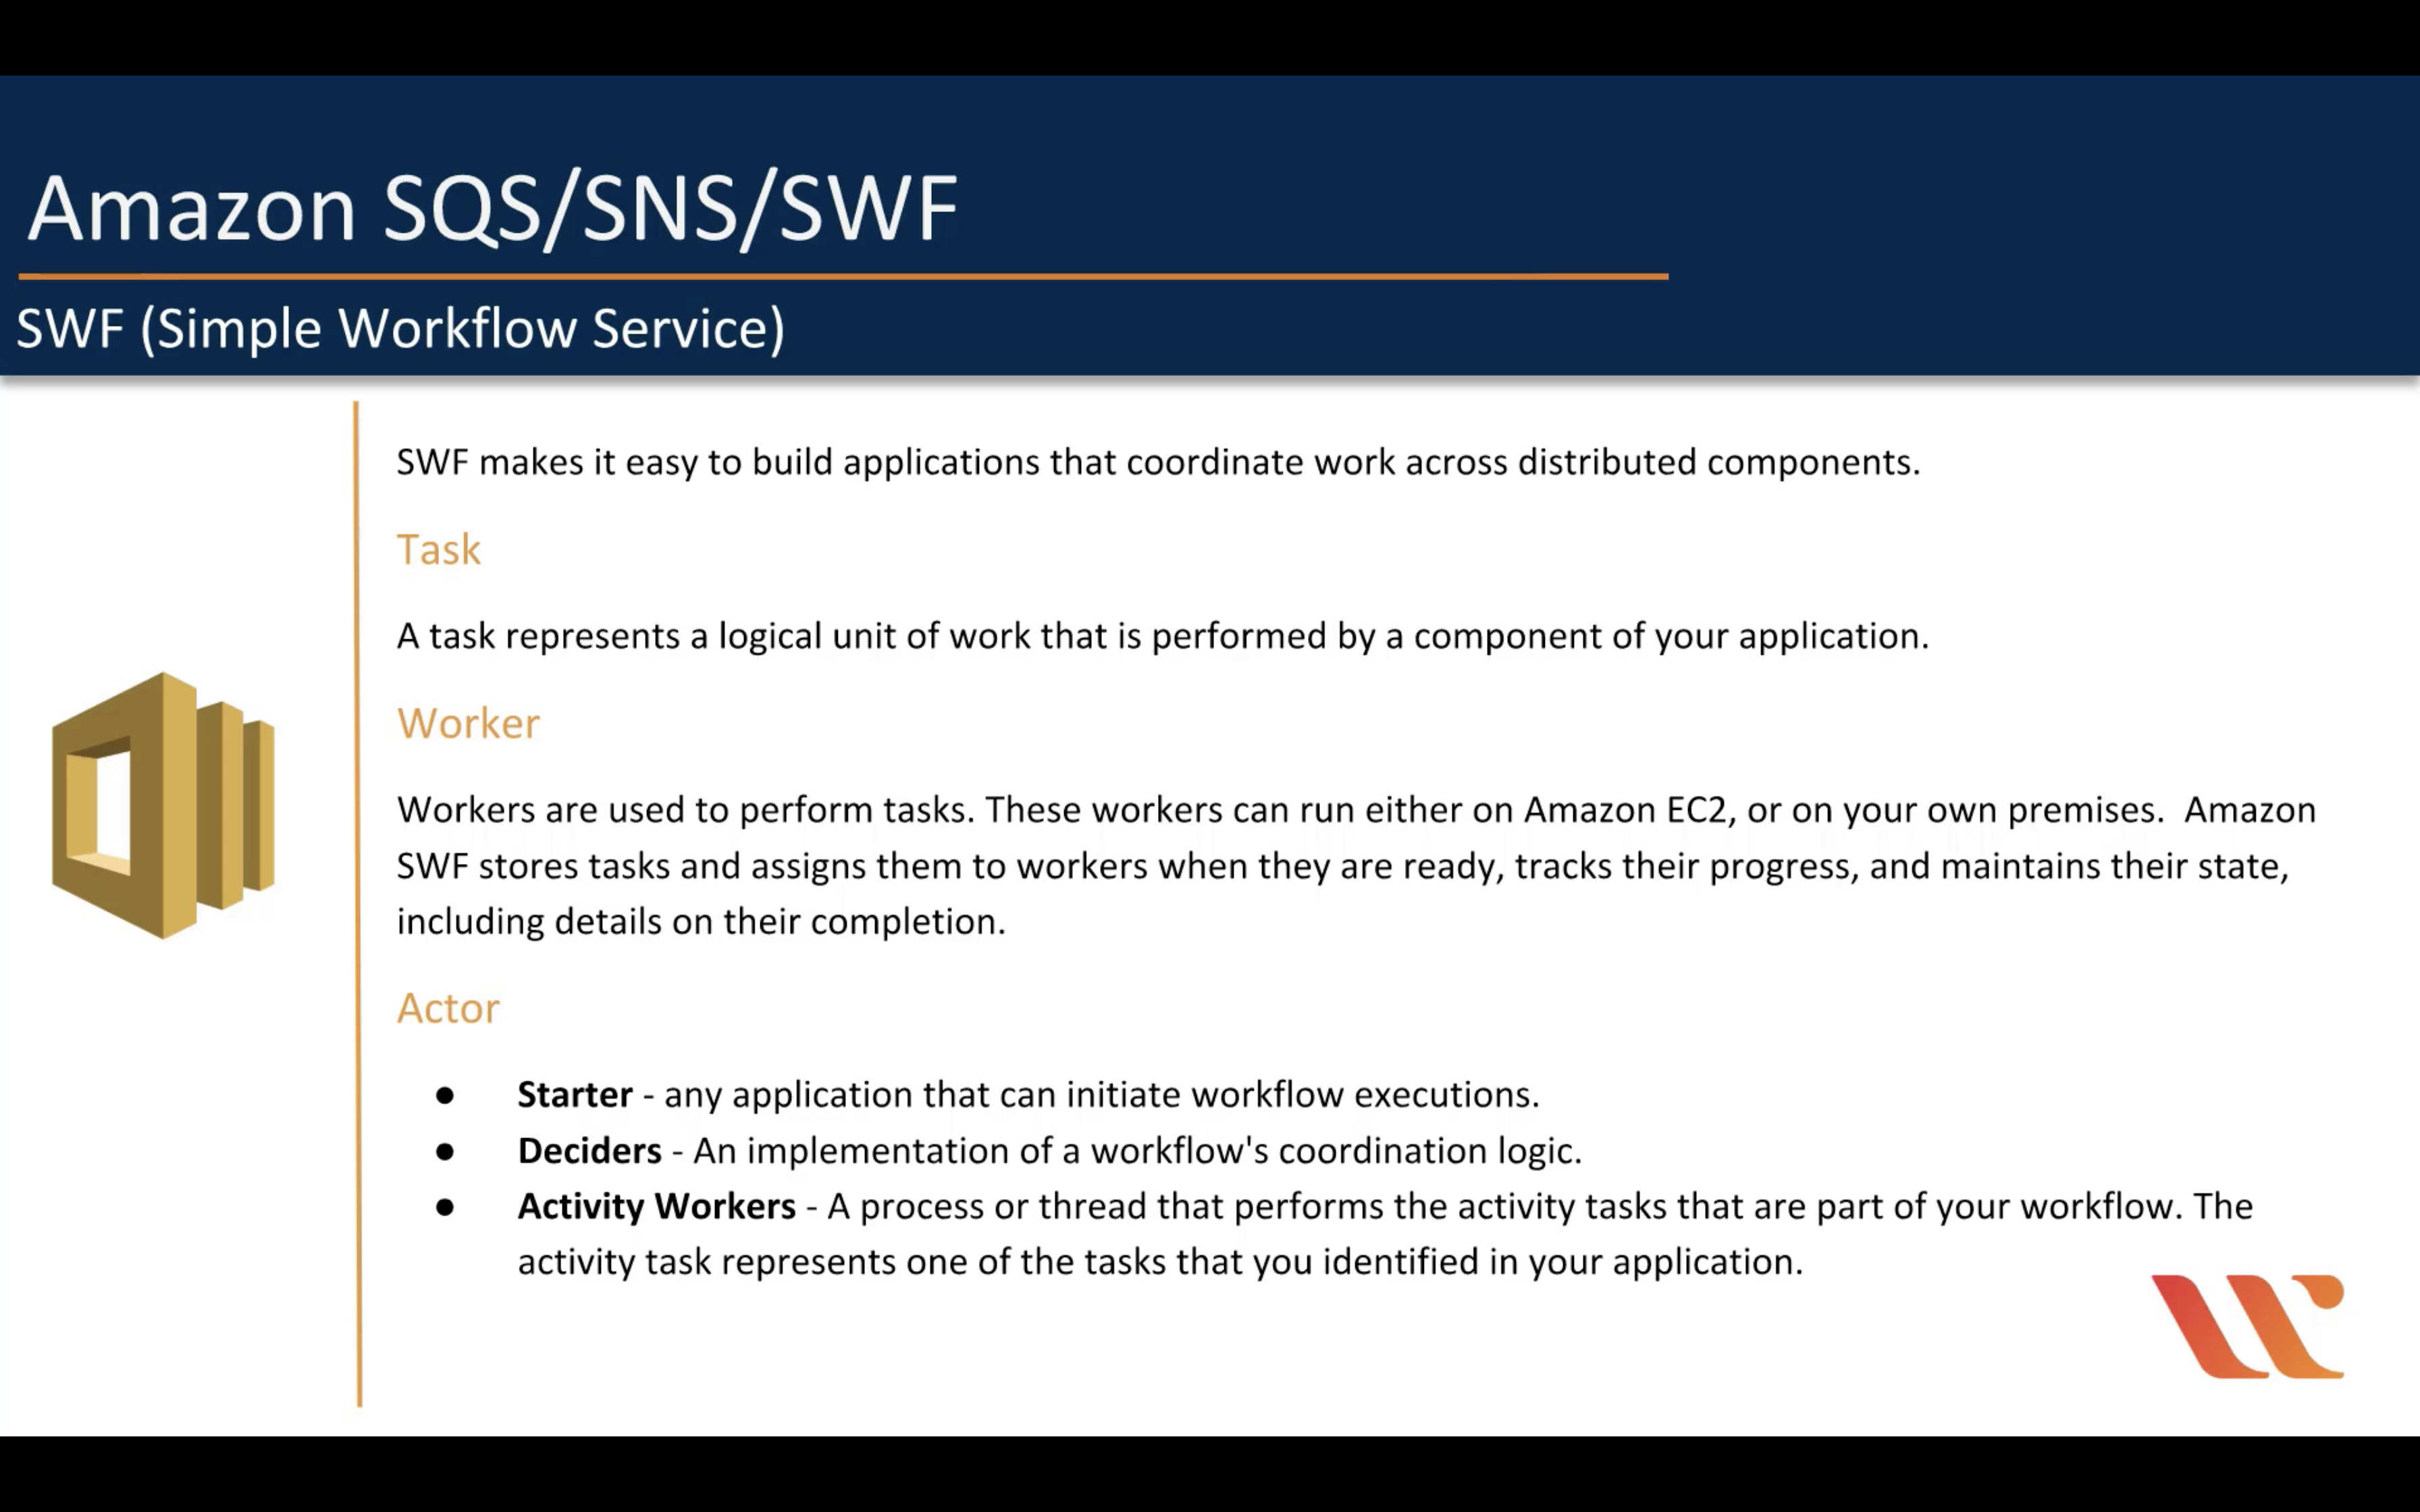 Amazon SQS/SNS/SWF
SWF (Simple Workflow Service)
SWF makes it easy to build applications that coordinate work across distributed components.
Task
A task represents a logical unit of work that is performed by a component of your application.
Worker
Workers are used to perform tasks. These workers can run either on Amazon EC2, or on your own premises.  Amazon
SWF stores tasks and assigns them to workers when they are ready, tracks their progress, and maintains their state,
including details on their completion.
Actor
● Starter - any application that can initiate workflow executions.
● Deciders - An implementation of a workflow's coordination logic.
● Activity Workers - A process or thread that performs the activity tasks that are part of your workflow. The
activity task represents one of the tasks that you identified in your application.